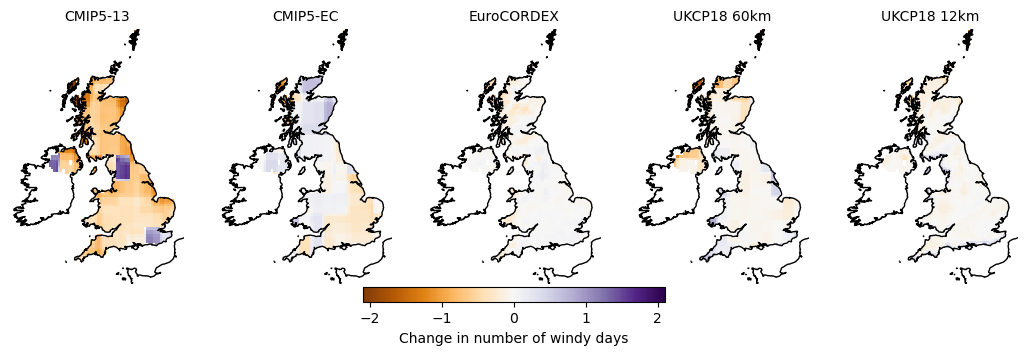 CMIP5-13
CMIP5-EC
EuroCORDEX
UKCP18 60km
UKCP18 12km
−2
−1
0
1
2
Change in number of windy days